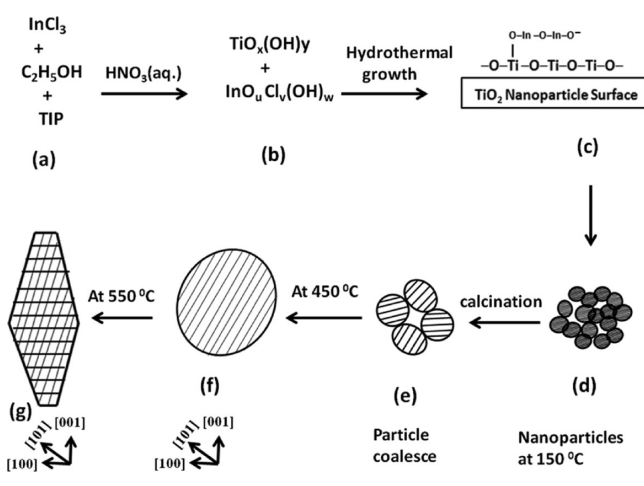 InCl₃
+
C₂H₅OH
+
TIP
(a)
HNO₃(aq.)
TiOₓ(OH)y
+
InOᵤClᵥ(OH)w
(b)
Hydrothermal
growth
O–In –O–In–O⁻
–O–Ti–O–Ti–O–Ti–O–
TiO₂ Nanoparticle Surface
(c)
At 550 ⁰C
At 450 ⁰C
calcination
(g)
(f)
(e)
(d)
[101] [001]
[100]
[101] [001]
[100]
Particle
coalesce
Nanoparticles
at 150 ⁰C